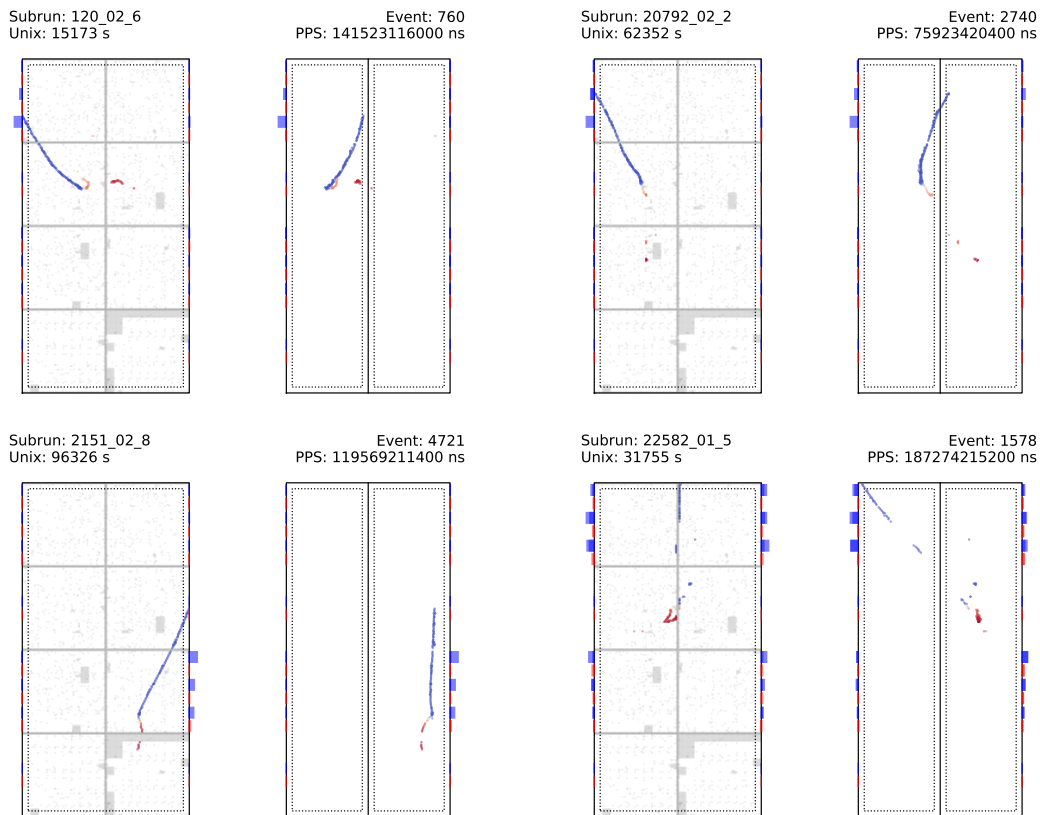 Subrun: 120_02_6
Unix: 15173 s
Event: 760
PPS: 141523116000 ns
Subrun: 20792_02_2
Unix: 62352 s
Event: 2740
PPS: 75923420400 ns
Subrun: 2151_02_8
Unix: 96326 s
Event: 4721
PPS: 119569211400 ns
Subrun: 22582_01_5
Unix: 31755 s
Event: 1578
PPS: 187274215200 ns